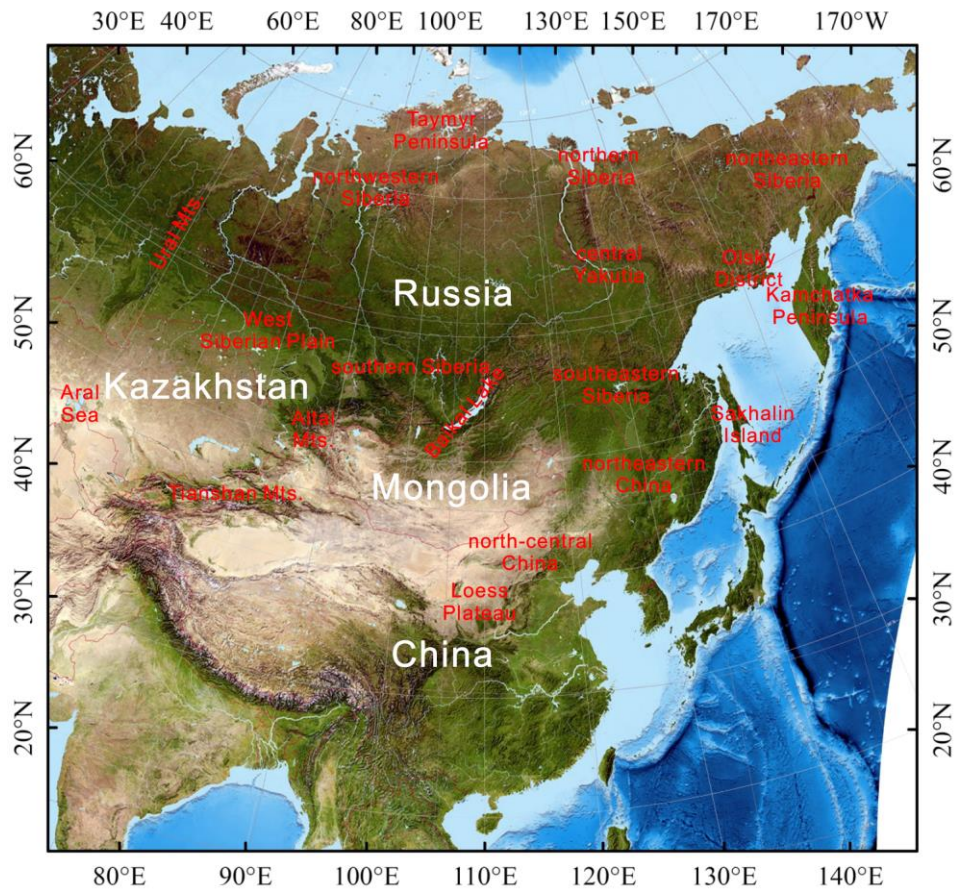 30°E 40°E 60°E 80°E 100°E 130°E 150°E 170°E 170°W
60°N
50°N
40°N
30°N
20°N
60°N
50°N
40°N
30°N
20°N
Taymyr
Peninsula
northern
Siberia
northeastern
Siberia
northwestern
Siberia
Ural Mts.
central
Yakutia
Olsky
District
Russia
Kamchatka
Peninsula
West
Siberian Plain
southern Siberia
Baikal Lake
southeastern
Siberia
Kazakhstan
Aral
Sea
Altai
Mts.
Sakhalin
Island
Mongolia
northeastern
China
Tianshan Mts.
north-central
China
Loess
Plateau
China
80°E 90°E 100°E 110°E 120°E 130°E 140°E